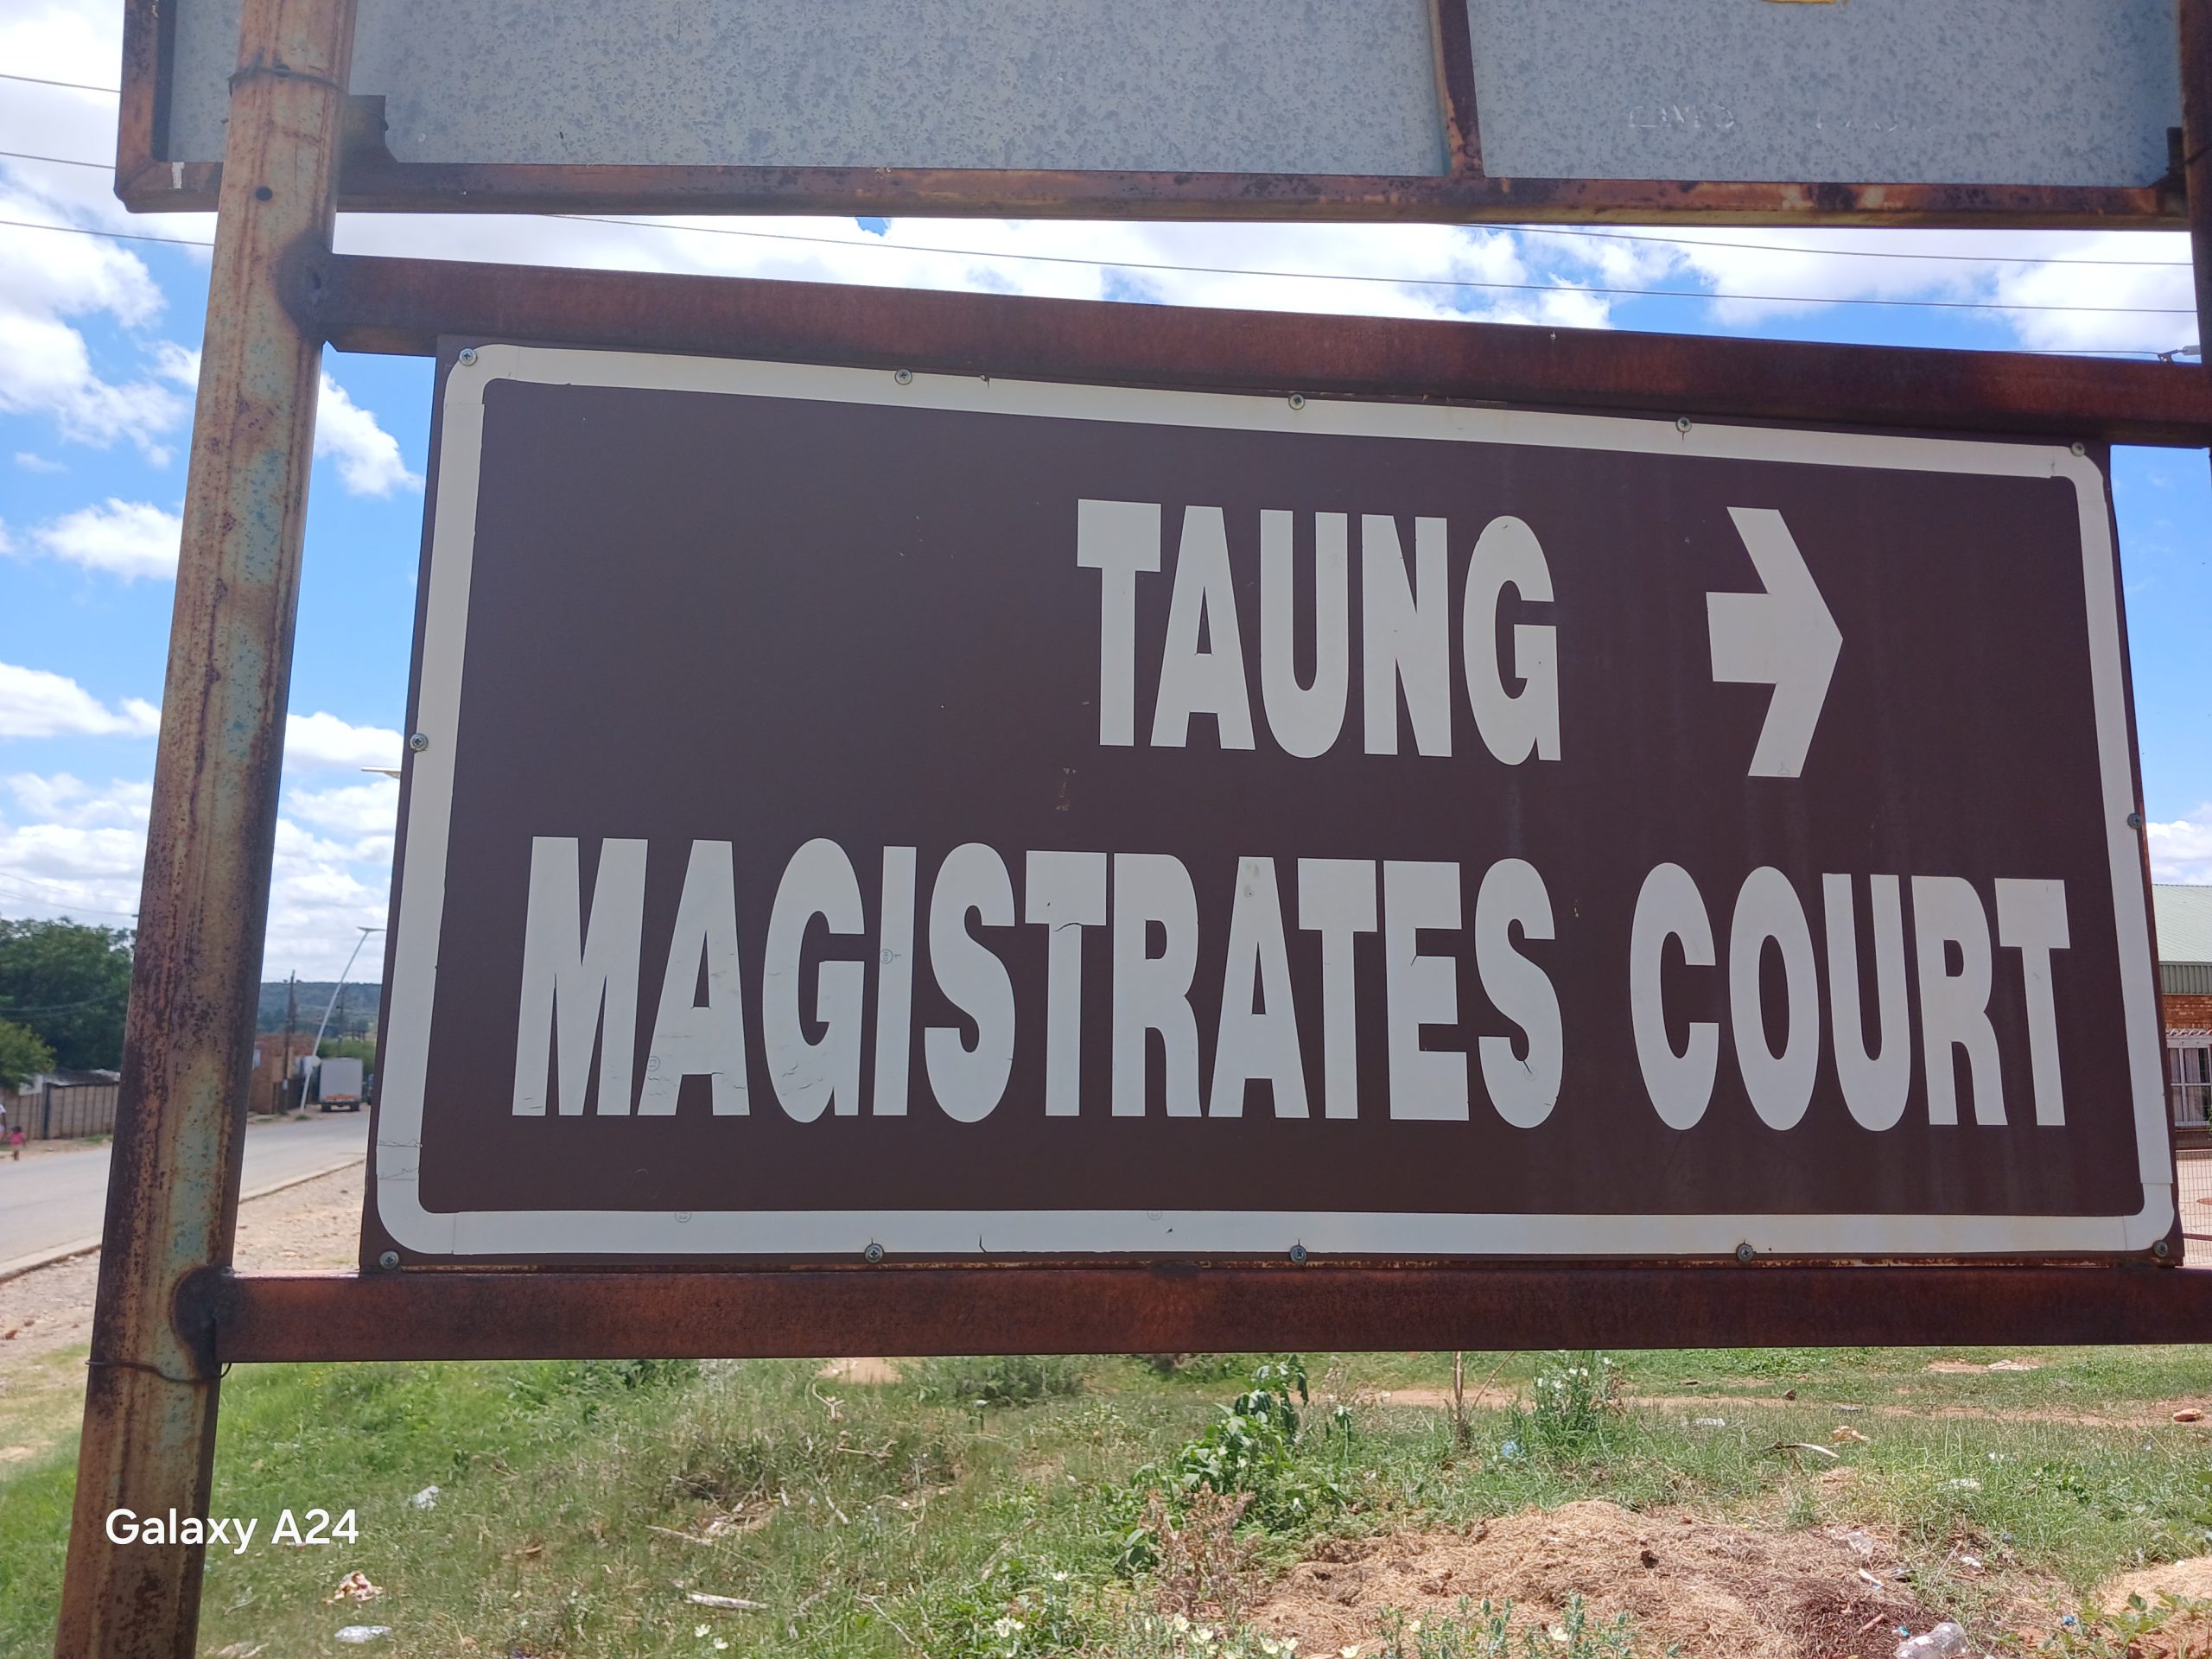 TAUNG
MAGISTRATES COURT
Galaxy A24